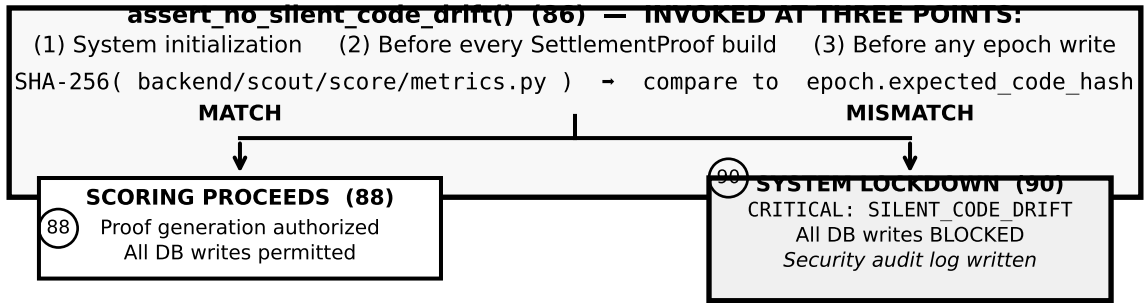 assert_no_silent_code_drift() (86) — INVOKED AT THREE POINTS:
(1) System initialization (2) Before every SettlementProof build (3) Before any epoch write
SHA-256( backend/scout/score/metrics.py ) → compare to epoch.expected_code_hash
MATCH
MISMATCH
SCORING PROCEEDS (88)
88
Proof generation authorized
All DB writes permitted
90
SYSTEM LOCKDOWN (90)
CRITICAL: SILENT_CODE_DRIFT
All DB writes BLOCKED
Security audit log written